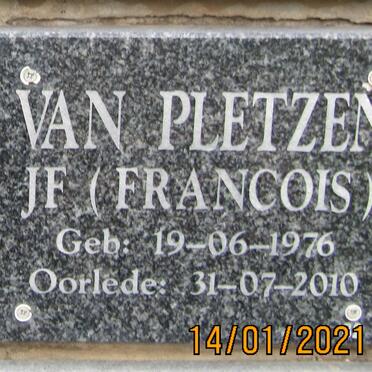 VAN PLETZEN
JF (FRANCOIS)
Geb: 19-06-1976
Oorlede: 31-07-2010
14/01/2021